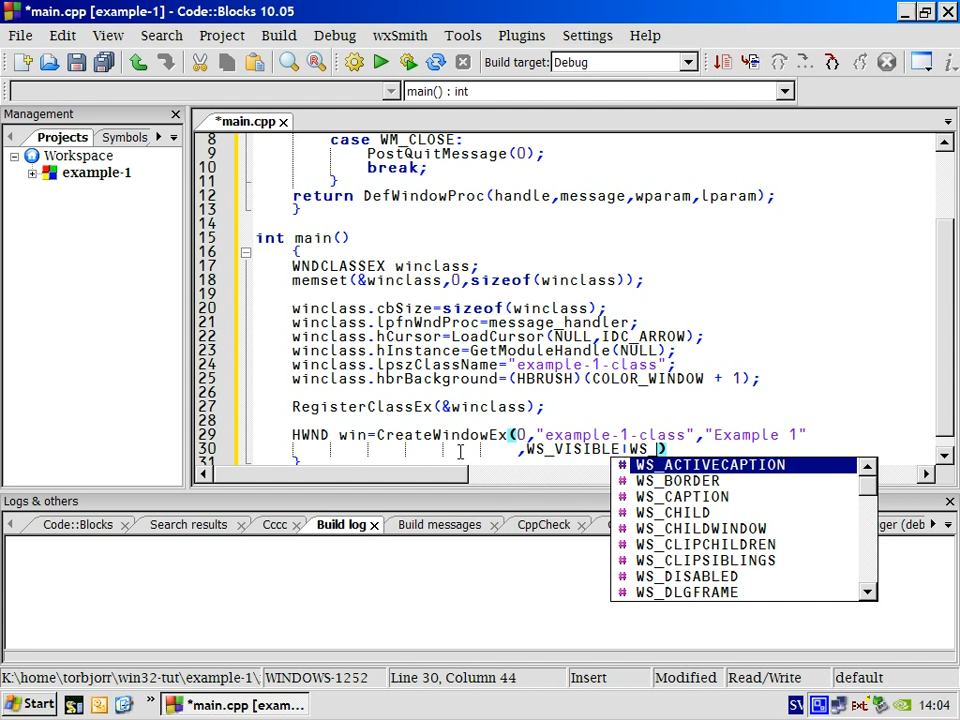 *main.cpp [example-1] - Code::Blocks 10.05
File Edit View Search Project Build Debug wxSmith Tools Plugins Settings Help
Build target: Debug
main() : int
Management
*main.cpp
Projects Symbols
Workspace
example-1
8 case WM_CLOSE:
9 PostQuitMessage(0);
10 break;
11 }
12 return DefWindowProc(handle,message,wparam,lparam);
13 }
14
15 int main()
16 {
17 WNDCLASSEX winclass;
18 memset(&winclass,0,sizeof(winclass));
19
20 winclass.cbSize=sizeof(winclass);
21 winclass.lpfnWndProc=message_handler;
22 winclass.hCursor=LoadCursor(NULL,IDC_ARROW);
23 winclass.hInstance=GetModuleHandle(NULL);
24 winclass.lpszClassName="example-1-class";
25 winclass.hbrBackground=(HBRUSH)(COLOR_WINDOW + 1);
26
27 RegisterClassEx(&winclass);
28
29 HWND win=CreateWindowEx(0,"example-1-class","Example 1"
30 ,WS_VISIBLE|WS_)
31 }
# WS_ACTIVECAPTION
# WS_BORDER
# WS_CAPTION
# WS_CHILD
# WS_CHILDWINDOW
# WS_CLIPCHILDREN
# WS_CLIPSIBLINGS
# WS_DISABLED
# WS_DLGFRAME
Logs & others
Code::Blocks Search results Cccc Build log Build messages CppCheck ger (deb
K:\home\torbjorr\win32-tut\example-1\ WINDOWS-1252 Line 30, Column 44 Insert Modified Read/Write default
Start *main.cpp [exam... SV Ext 14:04